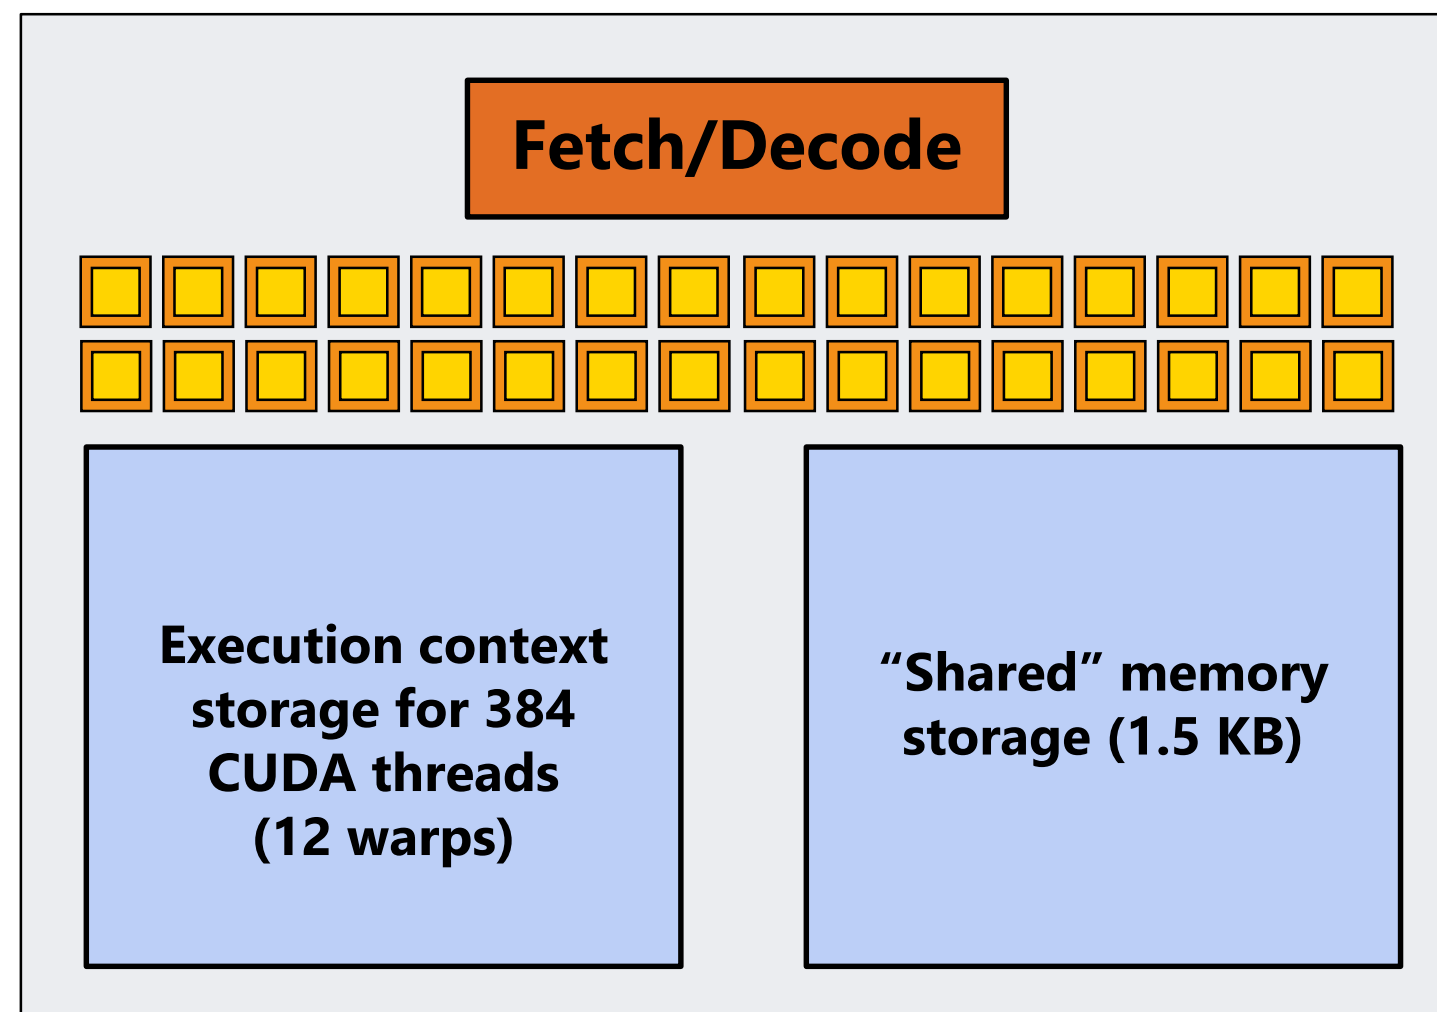 Fetch/Decode
Execution context
storage for 384
CUDA threads
(12 warps)
“Shared” memory
storage (1.5 KB)